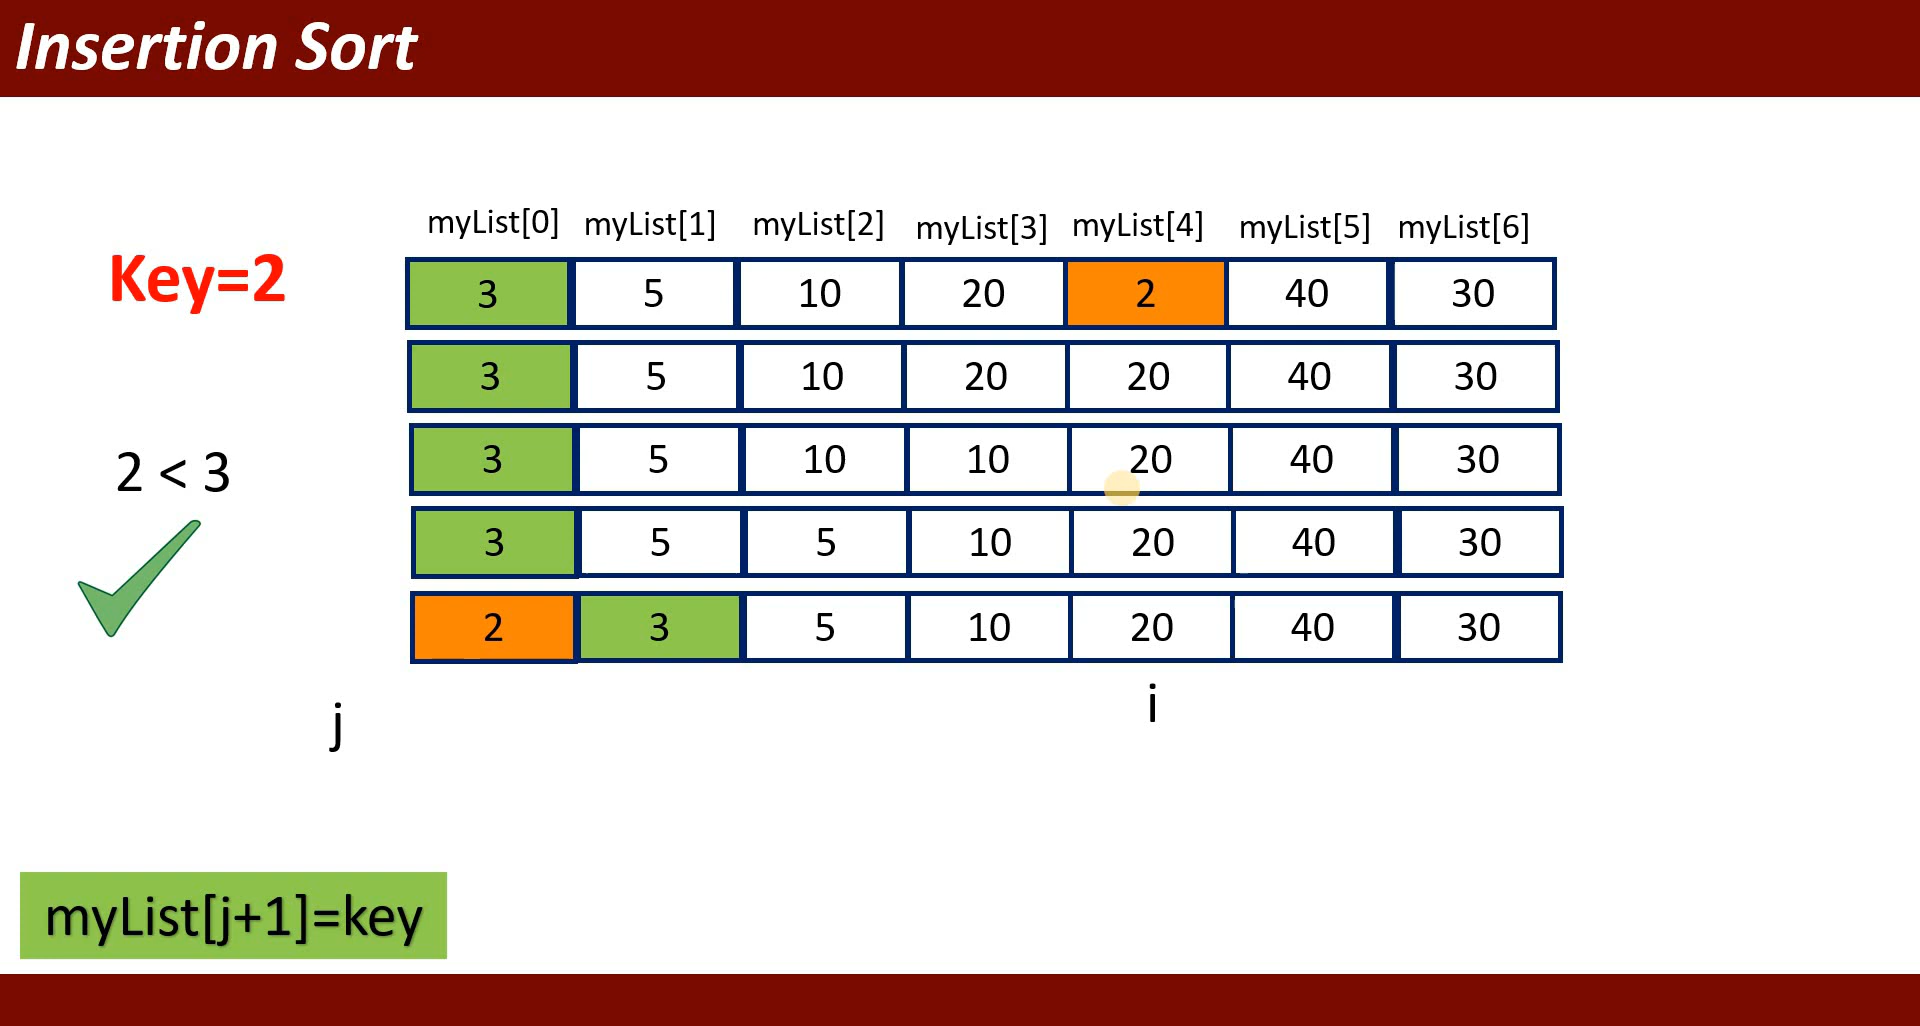 Insertion Sort
myList[0] myList[1] myList[2] myList[3] myList[4] myList[5] myList[6]
Key=2
3 5 10 20 2 40 30
3 5 10 20 20 40 30
3 5 10 10 20 40 30
2 < 3
3 5 5 10 20 40 30
2 3 5 10 20 40 30
j i
myList[j+1]=key